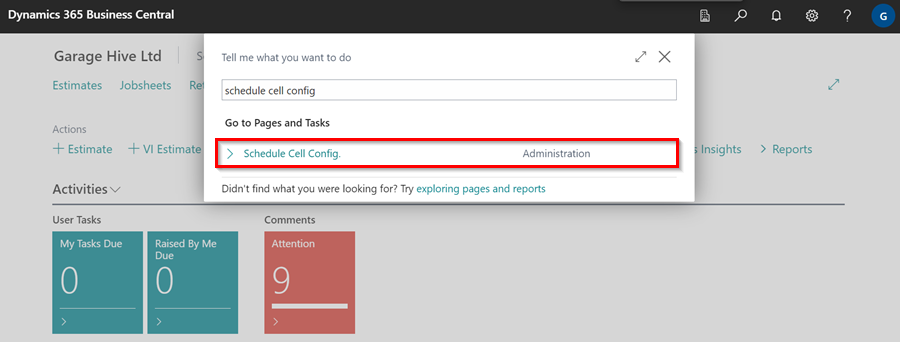 Dynamics 365 Business Central
G
Garage Hive Ltd
Tell me what you want to do
Estimates Jobsheets
schedule cell config
Go to Pages and Tasks
Actions
Schedule Cell Config. Administration
+ Estimate + VI Estimate
Insights > Reports
Didn't find what you were looking for? Try exploring pages and reports
Activities
User Tasks
Comments
My Tasks Due
0
Raised By Me Due
0
Attention
9